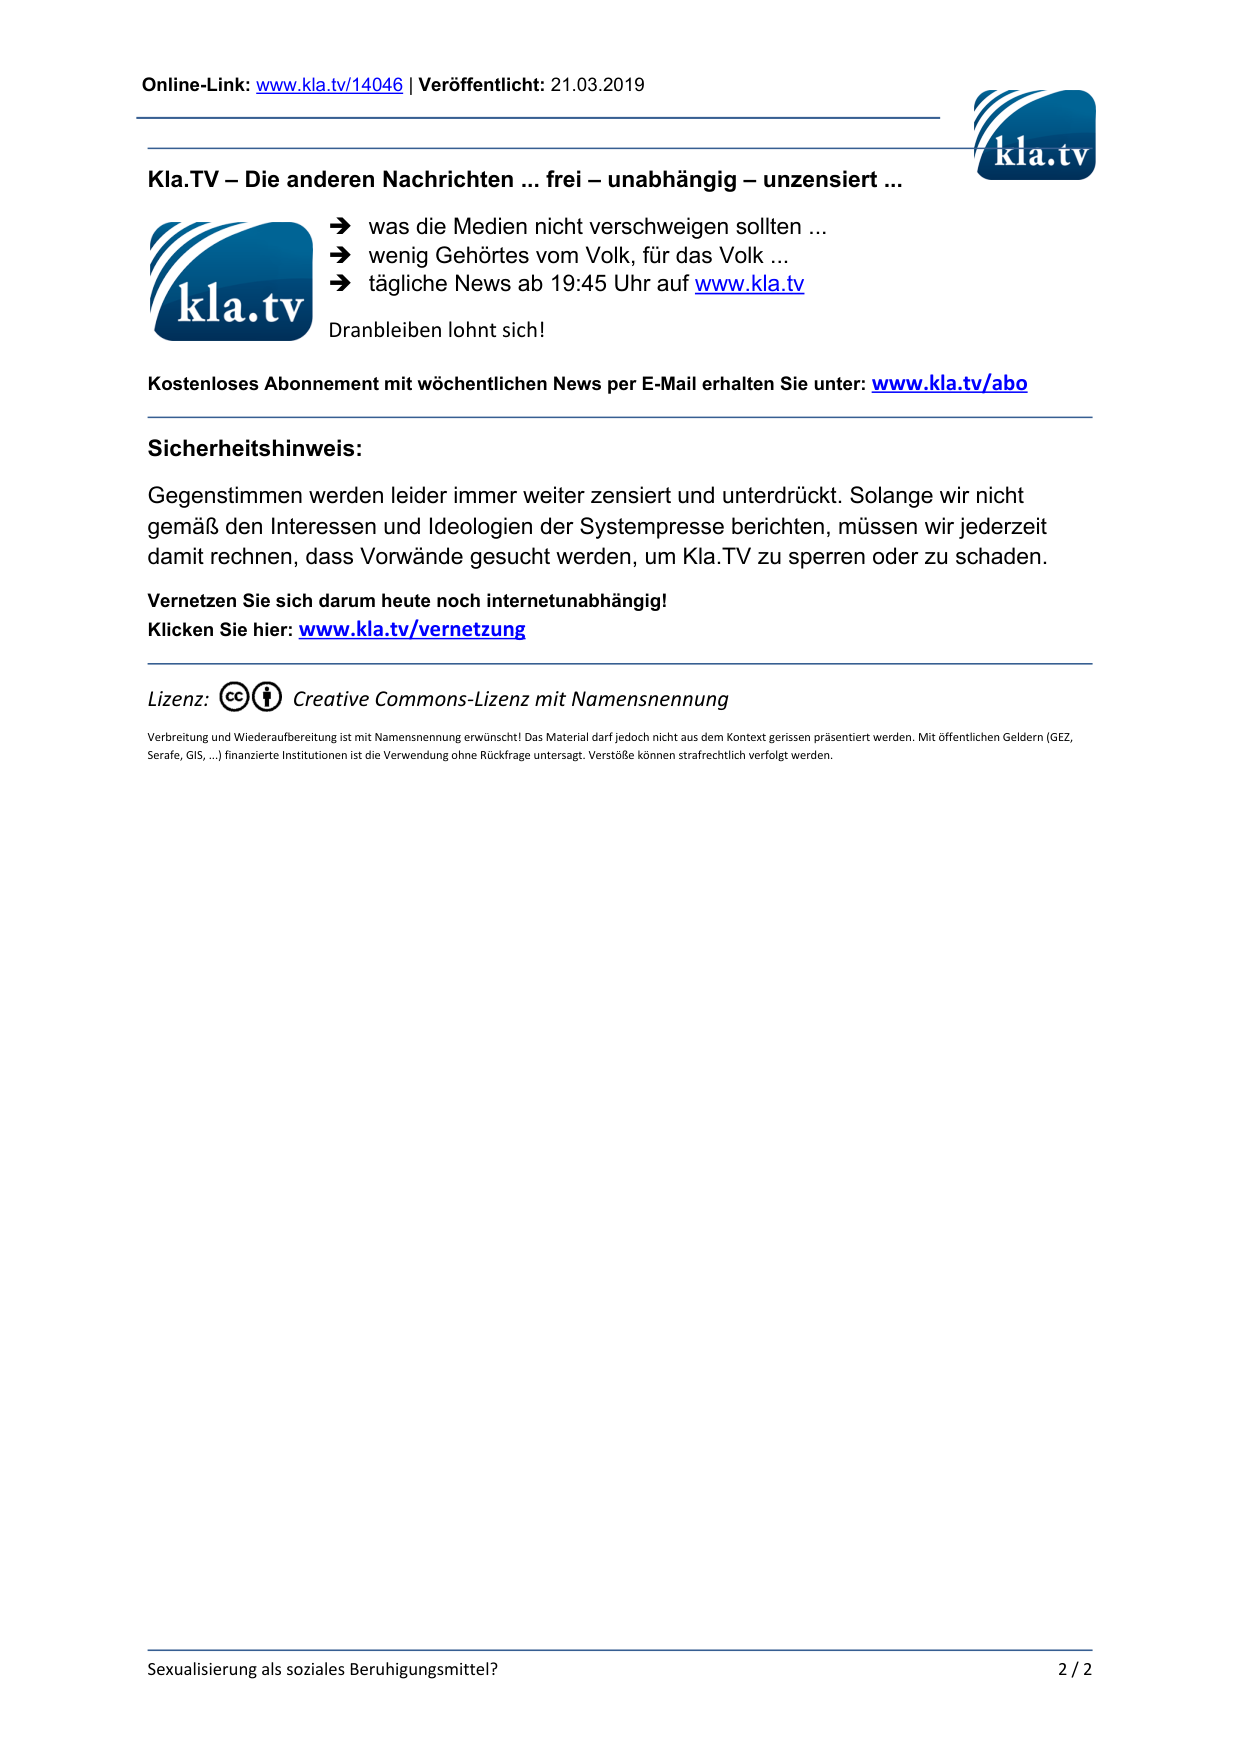 Online-Link: www.kla.tv/14046 | Veröffentlicht: 21.03.2019
kla.tv
Kla.TV – Die anderen Nachrichten ... frei – unabhängig – unzensiert ...
kla.tv
➔ was die Medien nicht verschweigen sollten ...
➔ wenig Gehörtes vom Volk, für das Volk ...
➔ tägliche News ab 19:45 Uhr auf www.kla.tv
Dranbleiben lohnt sich!
Kostenloses Abonnement mit wöchentlichen News per E-Mail erhalten Sie unter: www.kla.tv/abo
Sicherheitshinweis:
Gegenstimmen werden leider immer weiter zensiert und unterdrückt. Solange wir nicht
gemäß den Interessen und Ideologien der Systempresse berichten, müssen wir jederzeit
damit rechnen, dass Vorwände gesucht werden, um Kla.TV zu sperren oder zu schaden.
Vernetzen Sie sich darum heute noch internetunabhängig!
Klicken Sie hier: www.kla.tv/vernetzung
Lizenz: cc Creative Commons-Lizenz mit Namensnennung
Verbreitung und Wiederaufbereitung ist mit Namensnennung erwünscht! Das Material darf jedoch nicht aus dem Kontext gerissen präsentiert werden. Mit öffentlichen Geldern (GEZ,
Serafe, GIS, ...) finanzierte Institutionen ist die Verwendung ohne Rückfrage untersagt. Verstöße können strafrechtlich verfolgt werden.
Sexualisierung als soziales Beruhigungsmittel? 2 / 2